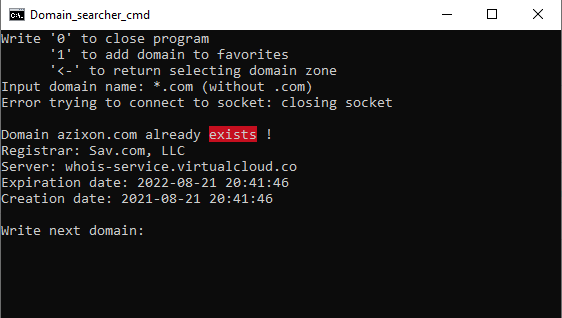 Domain_searcher_cmd
Write '0' to close program
'1' to add domain to favorites
'<-' to return selecting domain zone
Input domain name: *.com (without .com)
Error trying to connect to socket: closing socket
Domain azixon.com already exists !
Registrar: Sav.com, LLC
Server: whois-service.virtualcloud.co
Expiration date: 2022-08-21 20:41:46
Creation date: 2021-08-21 20:41:46
Write next domain: